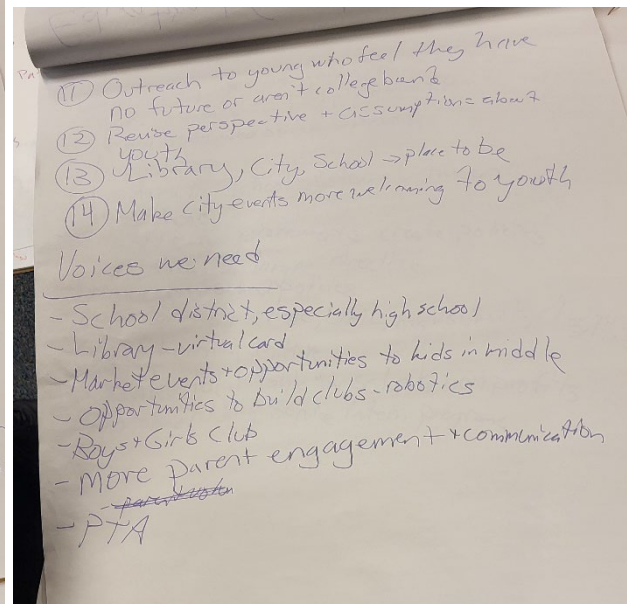 (11) Outreach to young who feel they have
no future or aren't college bound
(12) Revise perspective + assumptions about
youth
(13) Library, City, School → place to be
(14) Make city events more welcoming to youth
Voices we need
- School district, especially high school
- Library - virtual card
- Market events + opportunities to kids in middle
- Opportunities to build clubs - robotics
- Boys + Girls Club
- More parent engagement + communication
- PTA